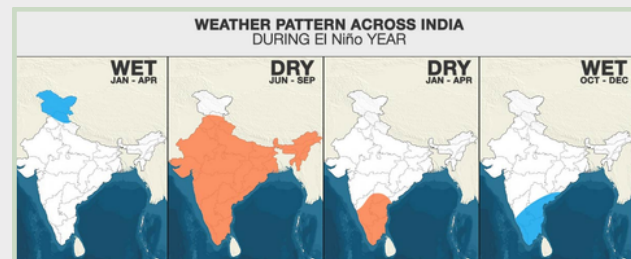 WEATHER PATTERN ACROSS INDIA
DURING El Niño YEAR
WET
JAN - APR
DRY
JUN - SEP
DRY
JAN - APR
WET
OCT - DEC